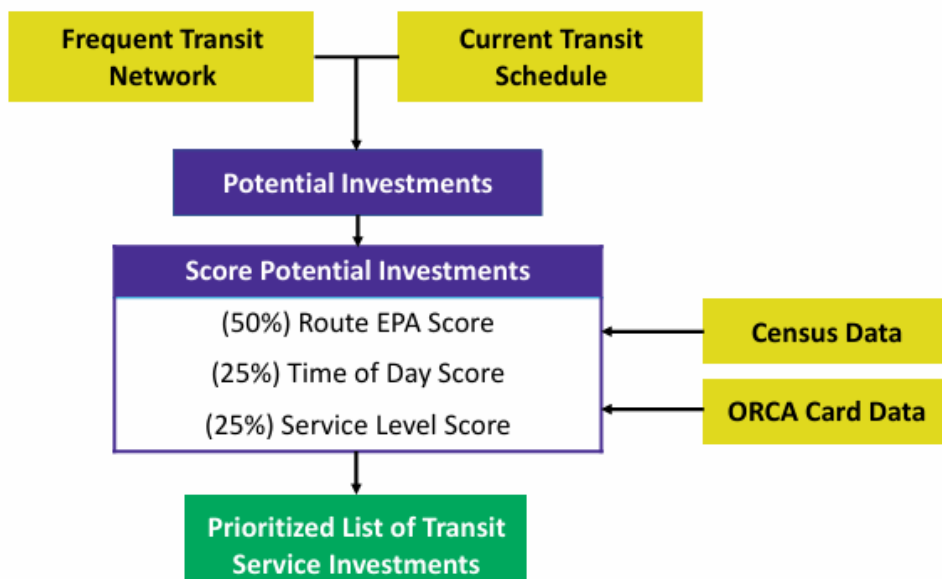 Frequent Transit
Network
Current Transit
Schedule
Potential Investments
Score Potential Investments
(50%) Route EPA Score
(25%) Time of Day Score
(25%) Service Level Score
Census Data
ORCA Card Data
Prioritized List of Transit
Service Investments